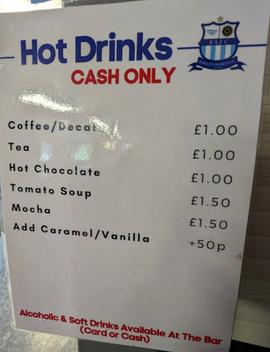 Hot Drinks
CASH ONLY
Coffee/Decaf £1.00
Tea £1.00
Hot Chocolate £1.00
Tomato Soup £1.50
Mocha £1.50
Add Caramel/Vanilla +50p
Alcoholic & Soft Drinks Available At The Bar
(Card or Cash)